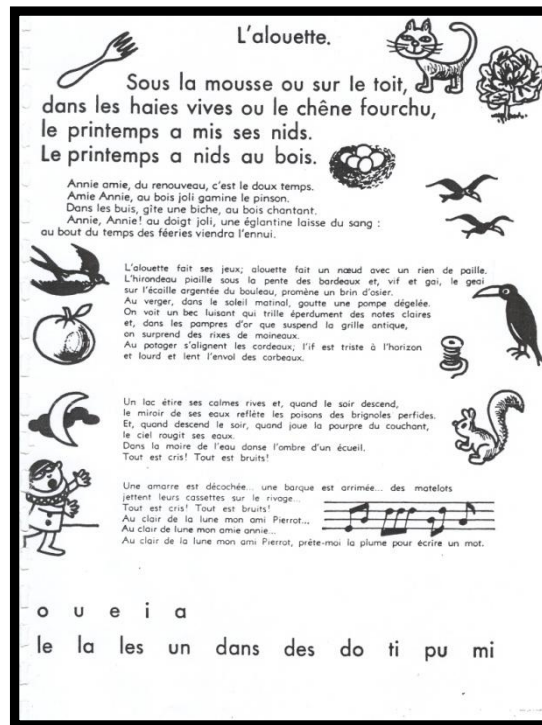 L'alouette.
Sous la mousse ou sur le toit,
dans les haies vives ou le chêne fourchu,
le printemps a mis ses nids.
Le printemps a nids au bois.
Annie amie, du renouveau, c'est le doux temps.
Amie Annie, au bois joli gamine le pinson.
Dans les buis, gîte une biche, au bois chantant.
Annie, Annie! au doigt joli, une églantine laisse du sang :
au bout du temps des féeries viendra l'ennui.
L'alouette fait ses jeux; alouette fait un nœud avec un rien de paille.
L'hirondeau piaille sous la pente des bardeaux et, vif et gai, le geai
sur l'écaille argentée du bouleau, promène un brin d'osier.
Au verger, dans le soleil matinal, goutte une pompe dégelée.
On voit un bec luisant qui trille éperdument des notes claires
et, dans les pampres d'or que suspend la grille antique,
on surprend des rixes de moineaux.
Au potager s'alignent les cordeaux; l'if est triste à l'horizon
et lourd et lent l'envol des corbeaux.
Un lac étire ses calmes rives et, quand le soir descend,
le miroir de ses eaux reflète les poisons des brignoles perfides.
Et, quand descend le soir, quand joue la pourpre du couchant,
le ciel rougit ses eaux.
Dans la moire de l'eau danse l'ombre d'un écueil.
Tout est cris! Tout est bruits!
Une amarre est décochée... une barque est arrimée... des matelots
jettent leurs cassettes sur le rivage...
Tout est cris! Tout est bruits!
Au clair de la lune mon ami Pierrot...
Au clair de lune mon amie annie...
Au clair de la lune mon ami Pierrot, prête-moi la plume pour écrire un mot.
o u e i a
le la les un dans des do ti pu mi